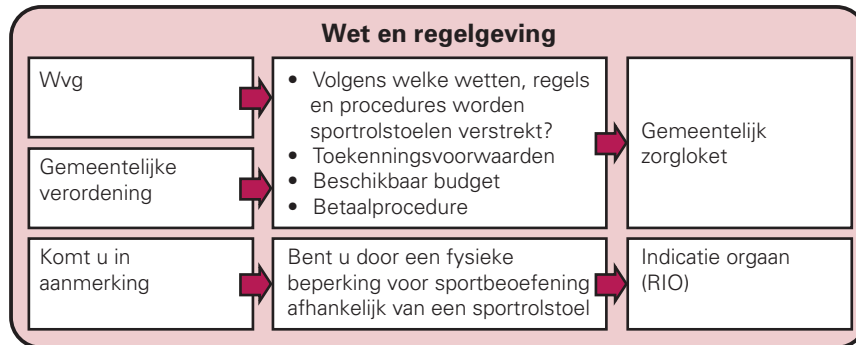 Wet en regelgeving
Wvg
Gemeentelijke
verordening
• Volgens welke wetten, regels
en procedures worden
sportrolstoelen verstrekt?
• Toekenningsvoorwaarden
• Beschikbaar budget
• Betaalprocedure
Gemeentelijk
zorgloket
Komt u in
aanmerking
Bent u door een fysieke
beperking voor sportbeoefening
afhankelijk van een sportrolstoel
Indicatie orgaan
(RIO)